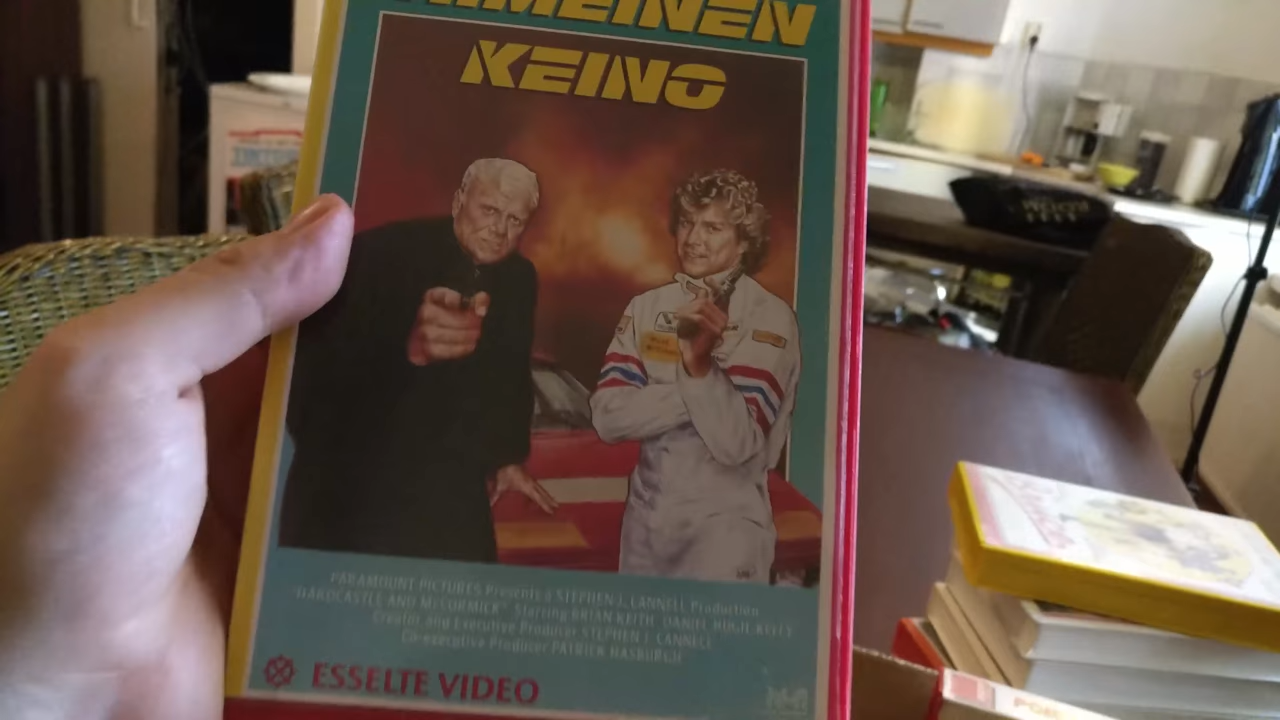 KEINO
PARAMOUNT PICTURES Presents a STEPHEN J. CANNELL Production
"HARDCASTLE AND McCORMICK" Starring BRIAN KEITH DANIEL HUGH KELLY
Creator and Executive Producer STEPHEN J. CANNELL
Co-executive Producer PATRICK HASBURGH
ESSELTE VIDEO